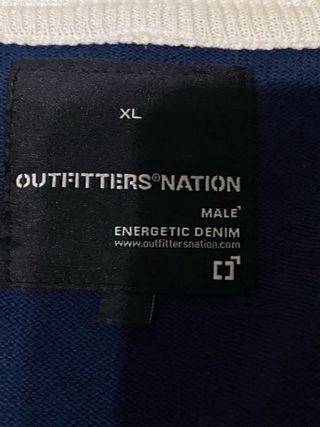 XL
OUTFITTERS®NATION
MALE
ENERGETIC DENIM
www.outfittersnation.com